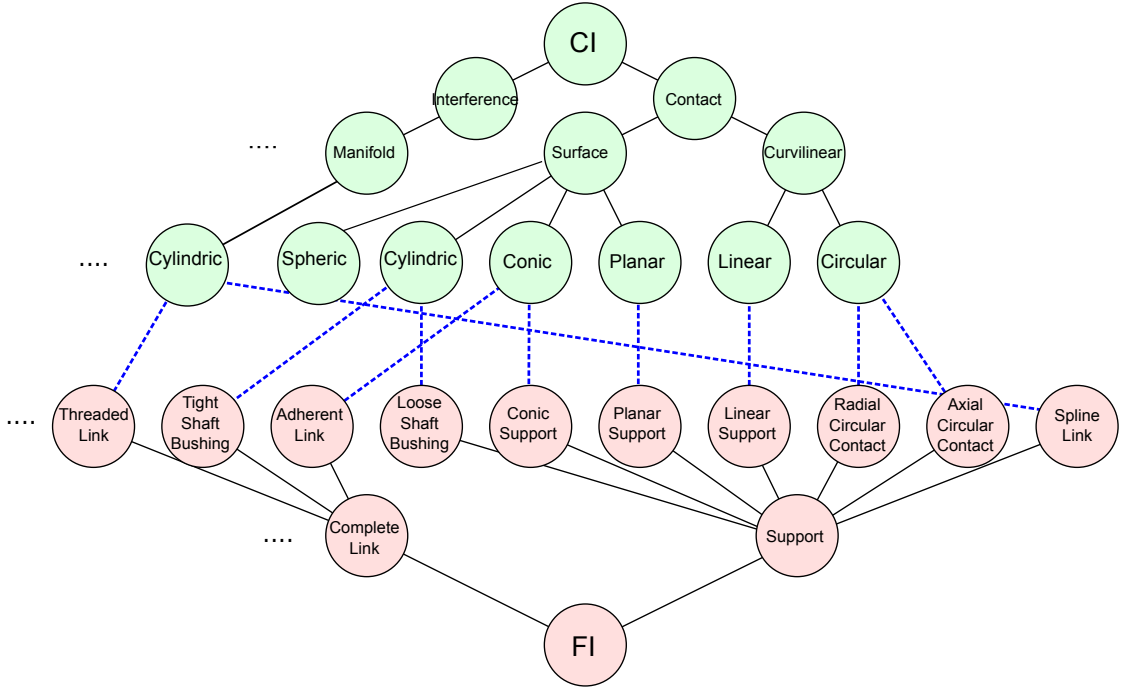 CI
Interference
Contact
....
Manifold
Surface
Curvilinear
....
Cylindric
Spheric
Cylindric
Conic
Planar
Linear
Circular
....
Threaded
Link
Tight
Shaft
Bushing
Adherent
Link
Loose
Shaft
Bushing
Conic
Support
Planar
Support
Linear
Support
Radial
Circular
Contact
Axial
Circular
Contact
Spline
Link
....
Complete
Link
Support
FI